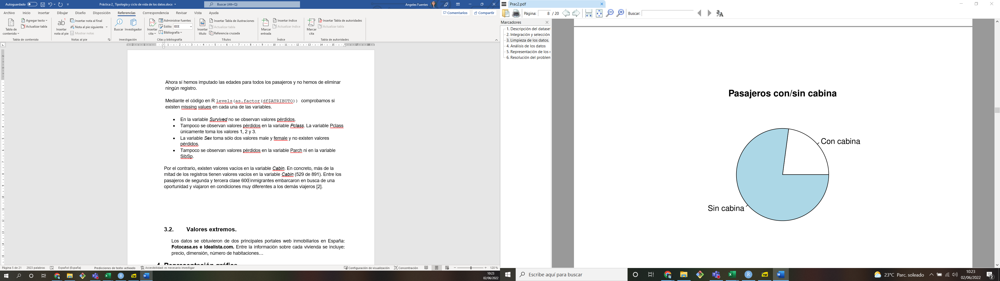 Autoguardado
Práctica 2_ Tipología y ciclo de vida de los datos.docx
Buscar (Alt+Q)
Angeles Fuentes
Archivo Inicio Insertar Dibujar Diseño Disposición Referencias Correspondencia Revisar Vista Ayuda
Comentarios Compartir
Tabla de contenido
Agregar texto
Actualizar tabla
Tabla de contenido
Insertar nota al pie
Insertar nota al final
Nota al pie siguiente
Mostrar notas
Notas al pie
Buscar Investigador
Investigación
Insertar cita
Administrar fuentes
Estilo: IEEE
Bibliografía
Citas y bibliografía
Insertar título
Insertar Tabla de ilustraciones
Actualizar tabla
Referencia cruzada
Títulos
Marcar entrada
Insertar índice
Actualizar índice
Índice
Marcar cita
Insertar Tabla de autoridades
Actualizar tabla
Tabla de autoridades
Ahora sí hemos imputado las edades para todos los pasajeros y no hemos de eliminar
ningún registro.
Mediante el código en R levels(as.factor(df$ATRIBUTO)) comprobamos si
existen missing values en cada una de las variables.
• En la variable Survived no se observan valores pérdidos.
• Tampoco se observan valores pérdidos en la variable Pclass. La variable Pclass
únicamente toma los valores 1, 2 y 3.
• La variable Sex toma sólo dos valores male y female y no existen valores
pérdidos.
• Tampoco se observan valores pérdidos en la variable Parch ni en la variable
SibSp.
Por el contrario, existen valores vacíos en la variable Cabin. En concreto, más de la
mitad de los registros tienen valores vacíos en la variable Cabin (529 de 891). Entre los
pasajeros de segunda y tercera clase 600 inmigrantes embarcaron en busca de una
oportunidad y viajaron en condiciones muy diferentes a los demás viajeros [2].
3.2. Valores extremos.
Los datos se obtuvieron de dos principales portales web inmobiliarios en España:
Fotocasa.es e Idealista.com. Entre la información sobre cada vivienda se incluye:
precio, dimensión, número de habitaciones…
4. Representación gráfica
Página 5 de 21 2923 palabras Español (España) Predicciones de texto: activado Accesibilidad: es necesario investigar Configuración de visualización Concentración 120 %
10:23
02/06/2022
Prac2.pdf
Página: 8 / 20 Buscar:
Marcadores
1. Descripción del dataset
2. Integración y selección
3. Limpieza de los datos.
4. Análisis de los datos
5. Representación de los r
6. Resolución del problem
Pasajeros con/sin cabina
Con cabina
Sin cabina
Escribe aquí para buscar
23°C Parc. soleado
10:23
02/06/2022
2